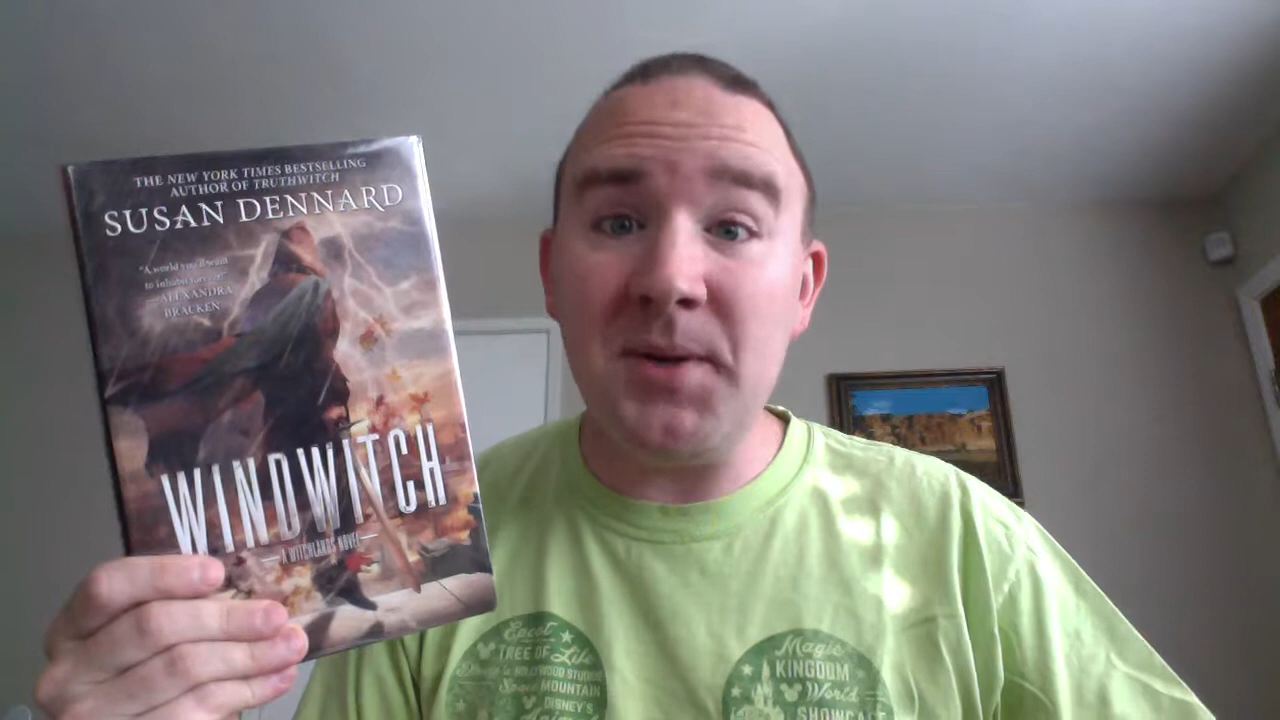 THE NEW YORK TIMES BESTSELLING
AUTHOR OF TRUTHWITCH
SUSAN DENNARD
"A world you'll want
to inhabit forever."
—ALEXANDRA
BRACKEN
WINDWITCH
—A WITCHLANDS NOVEL—
Epcot
TREE OF Life
HOLLYWOOD STUDIOS
Space MOUNTAIN
DISNEY'S
Magic
KINGDOM
World
SHOWCASE